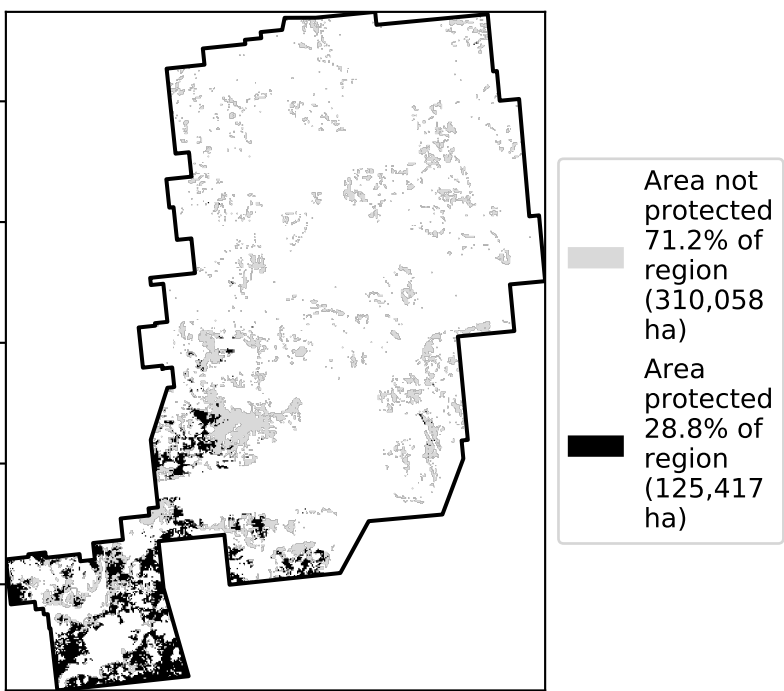 Area not
protected
71.2% of
region
(310,058
ha)
Area
protected
28.8% of
region
(125,417
ha)